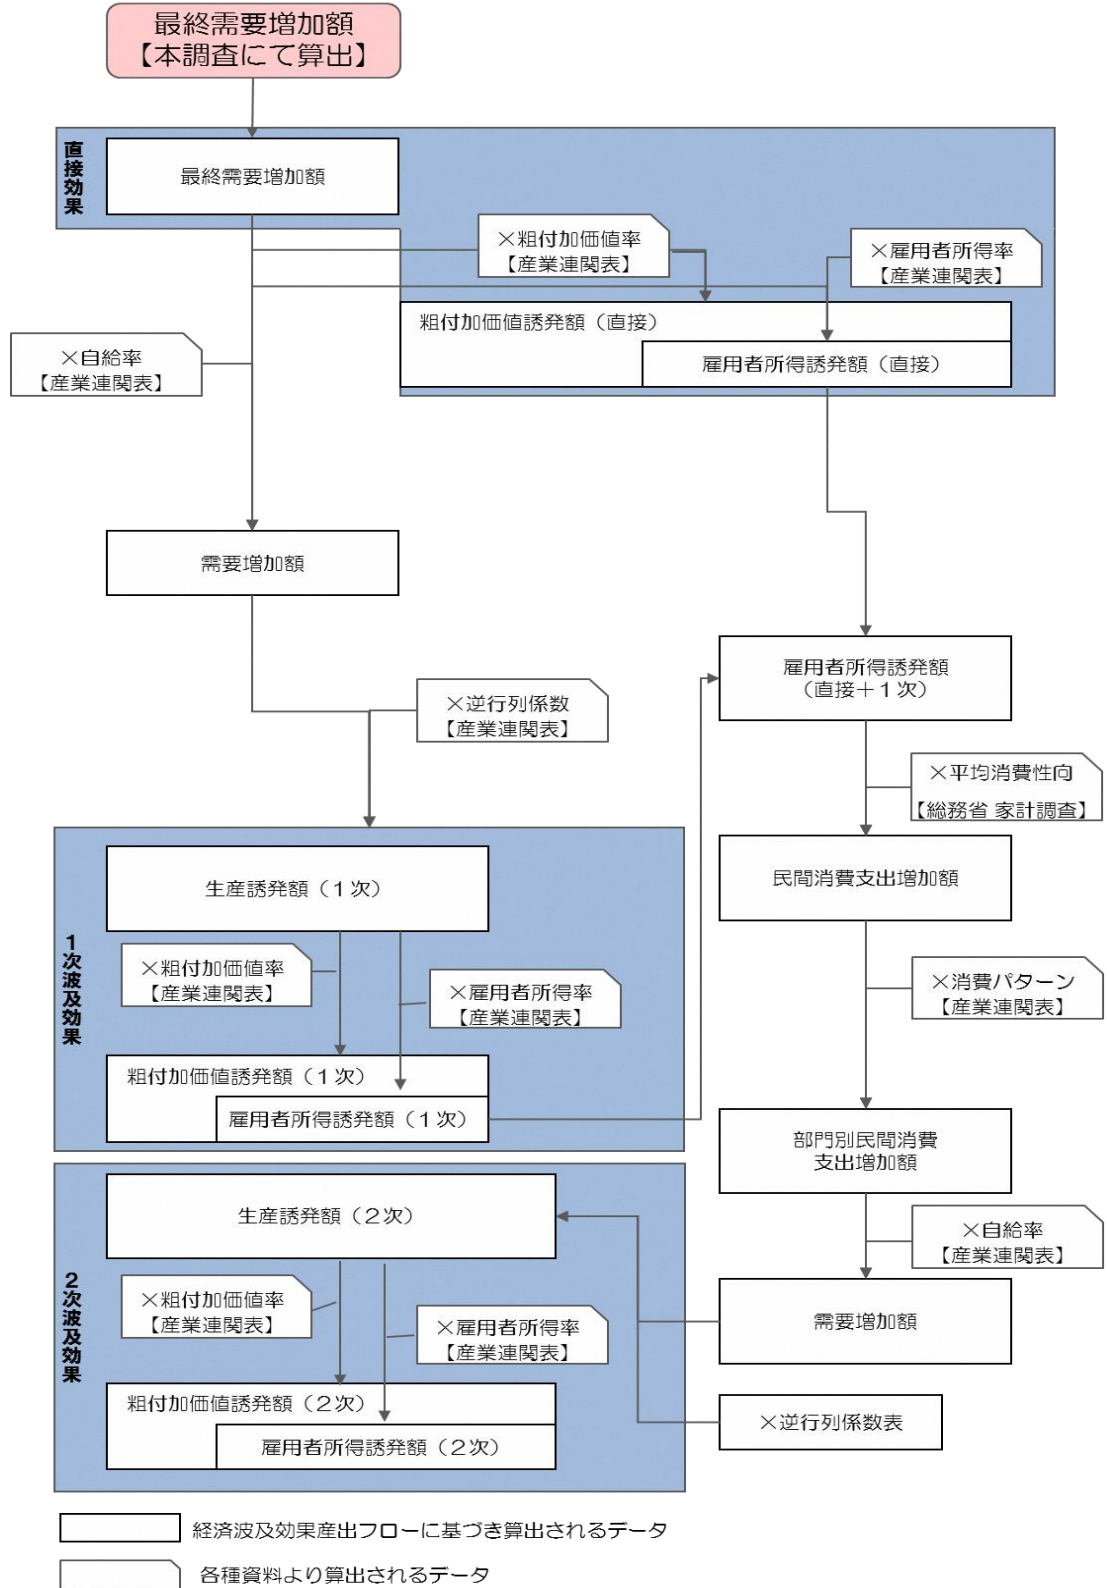 最終需要増加額
【本調査にて算出】
直接効果
最終需要増加額
×粗付加価値率
【産業連関表】
×雇用者所得率
【産業連関表】
粗付加価値誘発額（直接）
雇用者所得誘発額（直接）
×自給率
【産業連関表】
需要増加額
雇用者所得誘発額
（直接＋１次）
×逆行列係数
【産業連関表】
×平均消費性向
【総務省 家計調査】
民間消費支出増加額
1次波及効果
生産誘発額（１次）
×粗付加価値率
【産業連関表】
×雇用者所得率
【産業連関表】
×消費パターン
【産業連関表】
粗付加価値誘発額（１次）
雇用者所得誘発額（１次）
部門別民間消費
支出増加額
2次波及効果
生産誘発額（２次）
×自給率
【産業連関表】
×粗付加価値率
【産業連関表】
×雇用者所得率
【産業連関表】
需要増加額
粗付加価値誘発額（２次）
雇用者所得誘発額（２次）
×逆行列係数表
経済波及効果産出フローに基づき算出されるデータ
各種資料より算出されるデータ